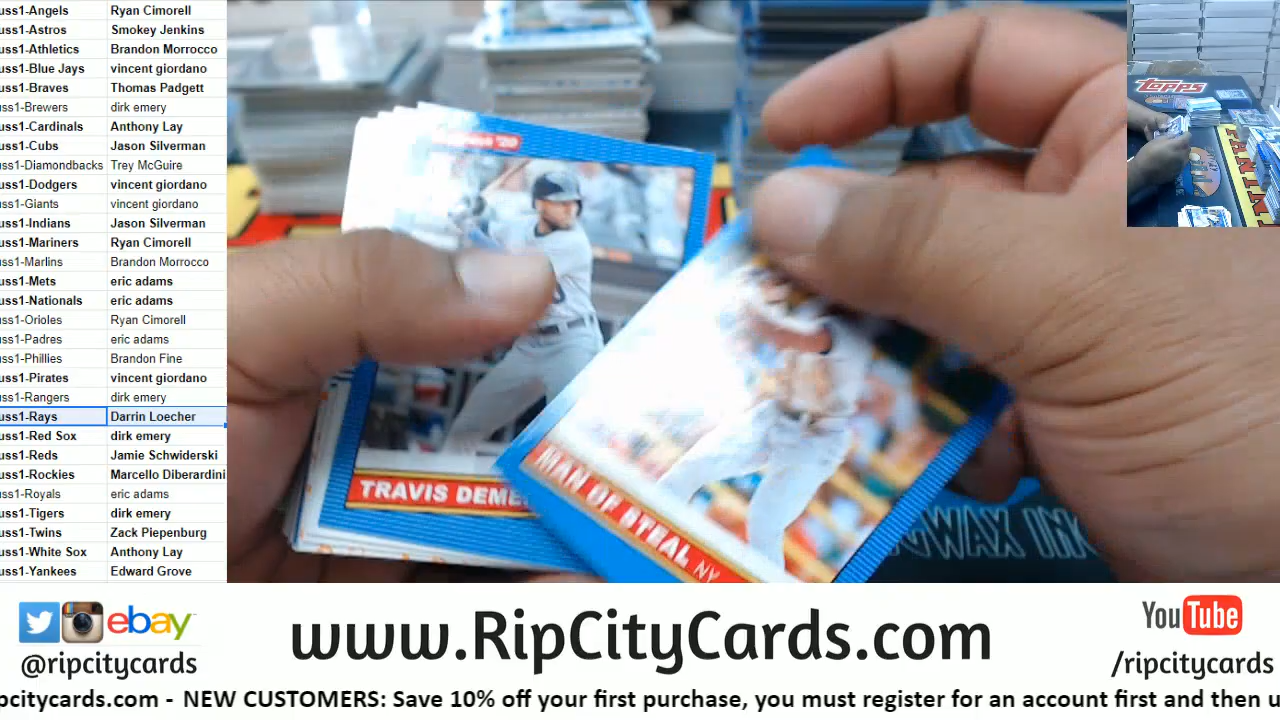 uss1-Angels Ryan Cimorell
uss1-Astros Smokey Jenkins
uss1-Athletics Brandon Morrocco
uss1-Blue Jays vincent giordano
uss1-Braves Thomas Padgett
uss1-Brewers dirk emery
uss1-Cardinals Anthony Lay
uss1-Cubs Jason Silverman
uss1-Diamondbacks Trey McGuire
uss1-Dodgers vincent giordano
uss1-Giants vincent giordano
uss1-Indians Jason Silverman
uss1-Mariners Ryan Cimorell
uss1-Marlins Brandon Morrocco
uss1-Mets eric adams
uss1-Nationals eric adams
uss1-Orioles Ryan Cimorell
uss1-Padres eric adams
uss1-Phillies Brandon Fine
uss1-Pirates vincent giordano
uss1-Rangers dirk emery
uss1-Rays Darrin Loecher
uss1-Red Sox dirk emery
uss1-Reds Jamie Schwiderski
uss1-Rockies Marcello Diberardini
uss1-Royals eric adams
uss1-Tigers dirk emery
uss1-Twins Zack Piepenburg
uss1-White Sox Anthony Lay
uss1-Yankees Edward Grove
TRAVIS DEME
MAN OF STEAL NY
WAX IN
TOPPS
PANINI
ebay
@ripcitycards
www.RipCityCards.com
YouTube
/ripcitycards
pcitycards.com - NEW CUSTOMERS: Save 10% off your first purchase, you must register for an account first and then u